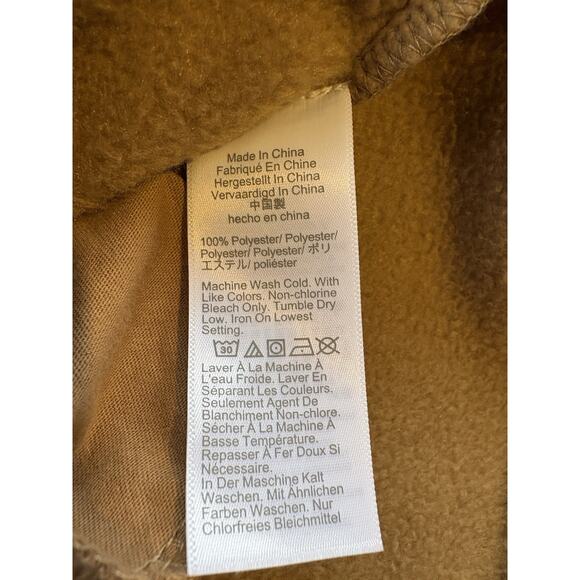 Made In China
Fabriqué En Chine
Hergestellt In China
Vervaardigd In China
中国製
hecho en china
100% Polyester/ Polyester/
Polyester/ Polyester/ ポリ
エステル/ poliéster
Machine Wash Cold. With
Like Colors. Non-chlorine
Bleach Only. Tumble Dry
Low. Iron On Lowest
Setting.
30
Laver À La Machine À
L'eau Froide. Laver En
Séparant Les Couleurs.
Seulement Agent De
Blanchiment Non-chlore.
Sécher À La Machine À
Basse Température.
Repasser À Fer Doux Si
Nécessaire.
In Der Maschine Kalt
Waschen. Mit Ähnlichen
Farben Waschen. Nur
Chlorfreies Bleichmittel